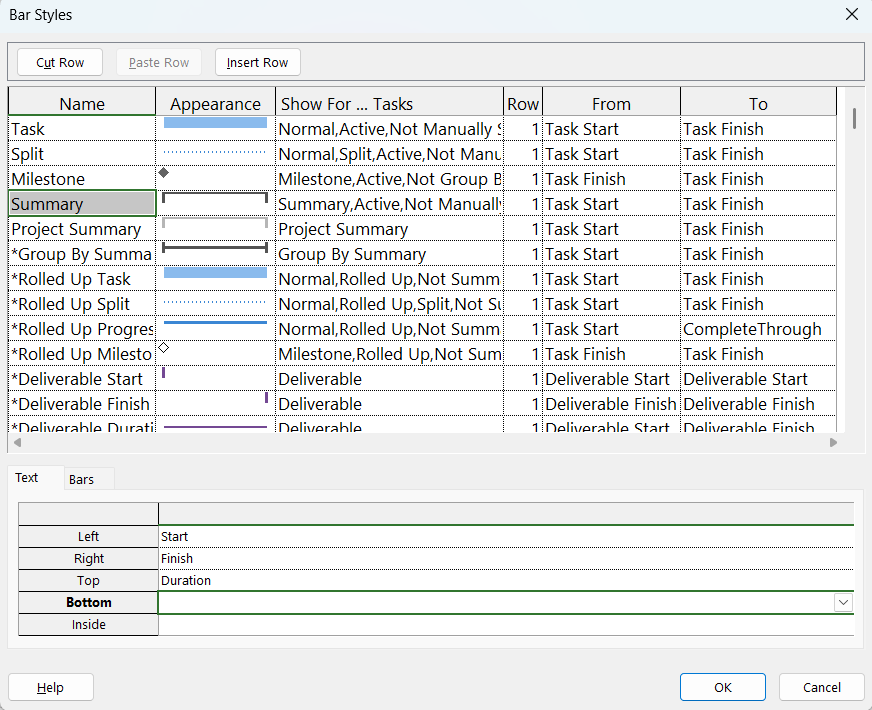 Bar Styles
Cut Row Paste Row Insert Row
Name Appearance Show For ... Tasks Row From To
Task Normal,Active,Not Manually S 1 Task Start Task Finish
Split Normal,Split,Active,Not Manu 1 Task Start Task Finish
Milestone Milestone,Active,Not Group B 1 Task Finish Task Finish
Summary Summary,Active,Not Manually 1 Task Start Task Finish
Project Summary Project Summary 1 Task Start Task Finish
*Group By Summa Group By Summary 1 Task Start Task Finish
*Rolled Up Task Normal,Rolled Up,Not Summ 1 Task Start Task Finish
*Rolled Up Split Normal,Rolled Up,Split,Not Su 1 Task Start Task Finish
*Rolled Up Progres Normal,Rolled Up,Not Summ 1 Task Start CompleteThrough
*Rolled Up Milesto Milestone,Rolled Up,Not Sum 1 Task Finish Task Finish
*Deliverable Start Deliverable 1 Deliverable Start Deliverable Start
*Deliverable Finish Deliverable 1 Deliverable Finish Deliverable Finish
*Deliverable Durati Deliverable 1 Deliverable Start Deliverable Finish
Text Bars
Left Start
Right Finish
Top Duration
Bottom
Inside
Help OK Cancel